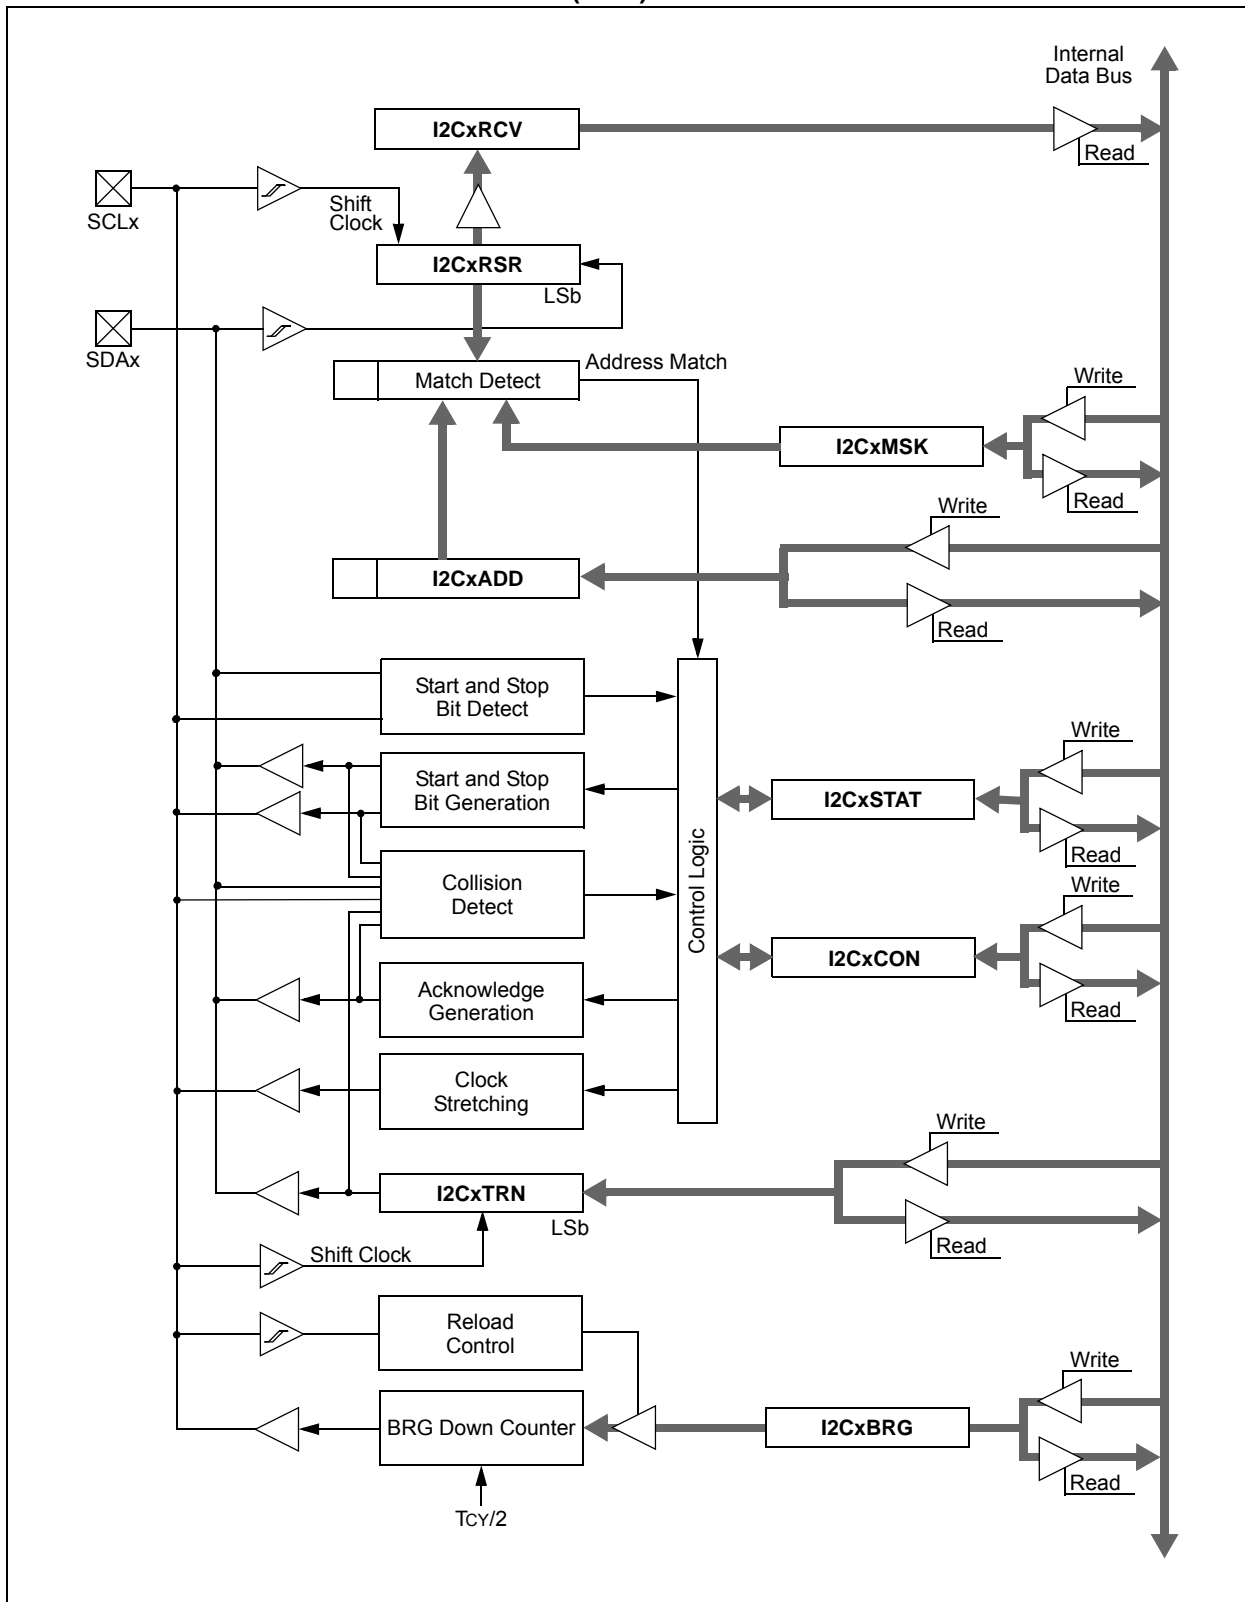 Internal
Data Bus
I2CxRCV
Read
SCLx
Shift
Clock
I2CxRSR
LSb
SDAx
Address Match
Match Detect
Write
I2CxMSK
Read
Write
I2CxADD
Read
Start and Stop
Bit Detect
Write
Start and Stop
Bit Generation
I2CxSTAT
Read
Control Logic
Collision
Detect
Write
I2CxCON
Read
Acknowledge
Generation
Clock
Stretching
Write
I2CxTRN
LSb
Read
Shift Clock
Reload
Control
Write
BRG Down Counter
I2CxBRG
Read
TCY/2